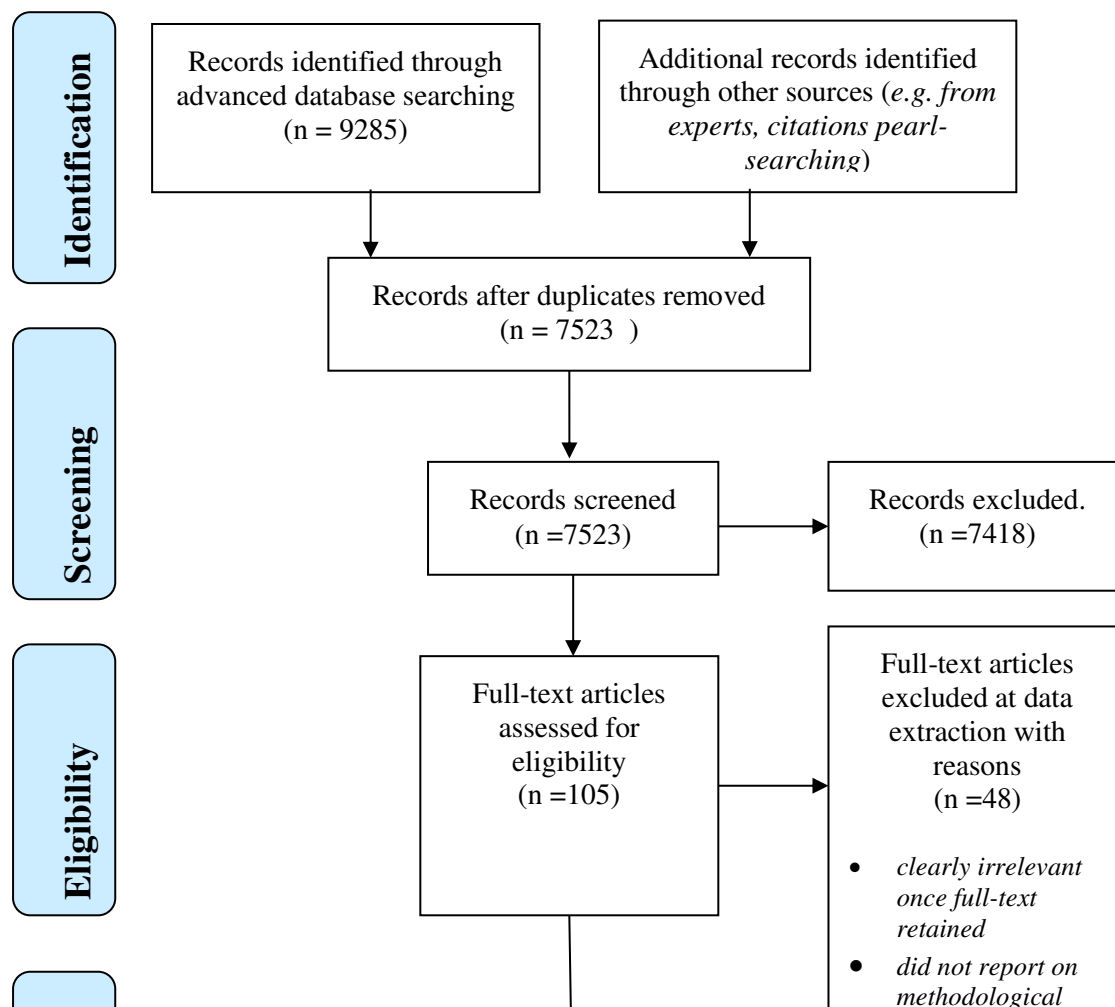 Identification
Records identified through
advanced database searching
(n = 9285)
Additional records identified
through other sources (e.g. from
experts, citations pearl-
searching)
Records after duplicates removed
(n = 7523  )
Screening
Records screened
(n =7523)
Records excluded.
(n =7418)
Eligibility
Full-text articles
assessed for
eligibility
(n =105)
Full-text articles
excluded at data
extraction with
reasons
(n =48)
• clearly irrelevant
once full-text
retained
• did not report on
methodological